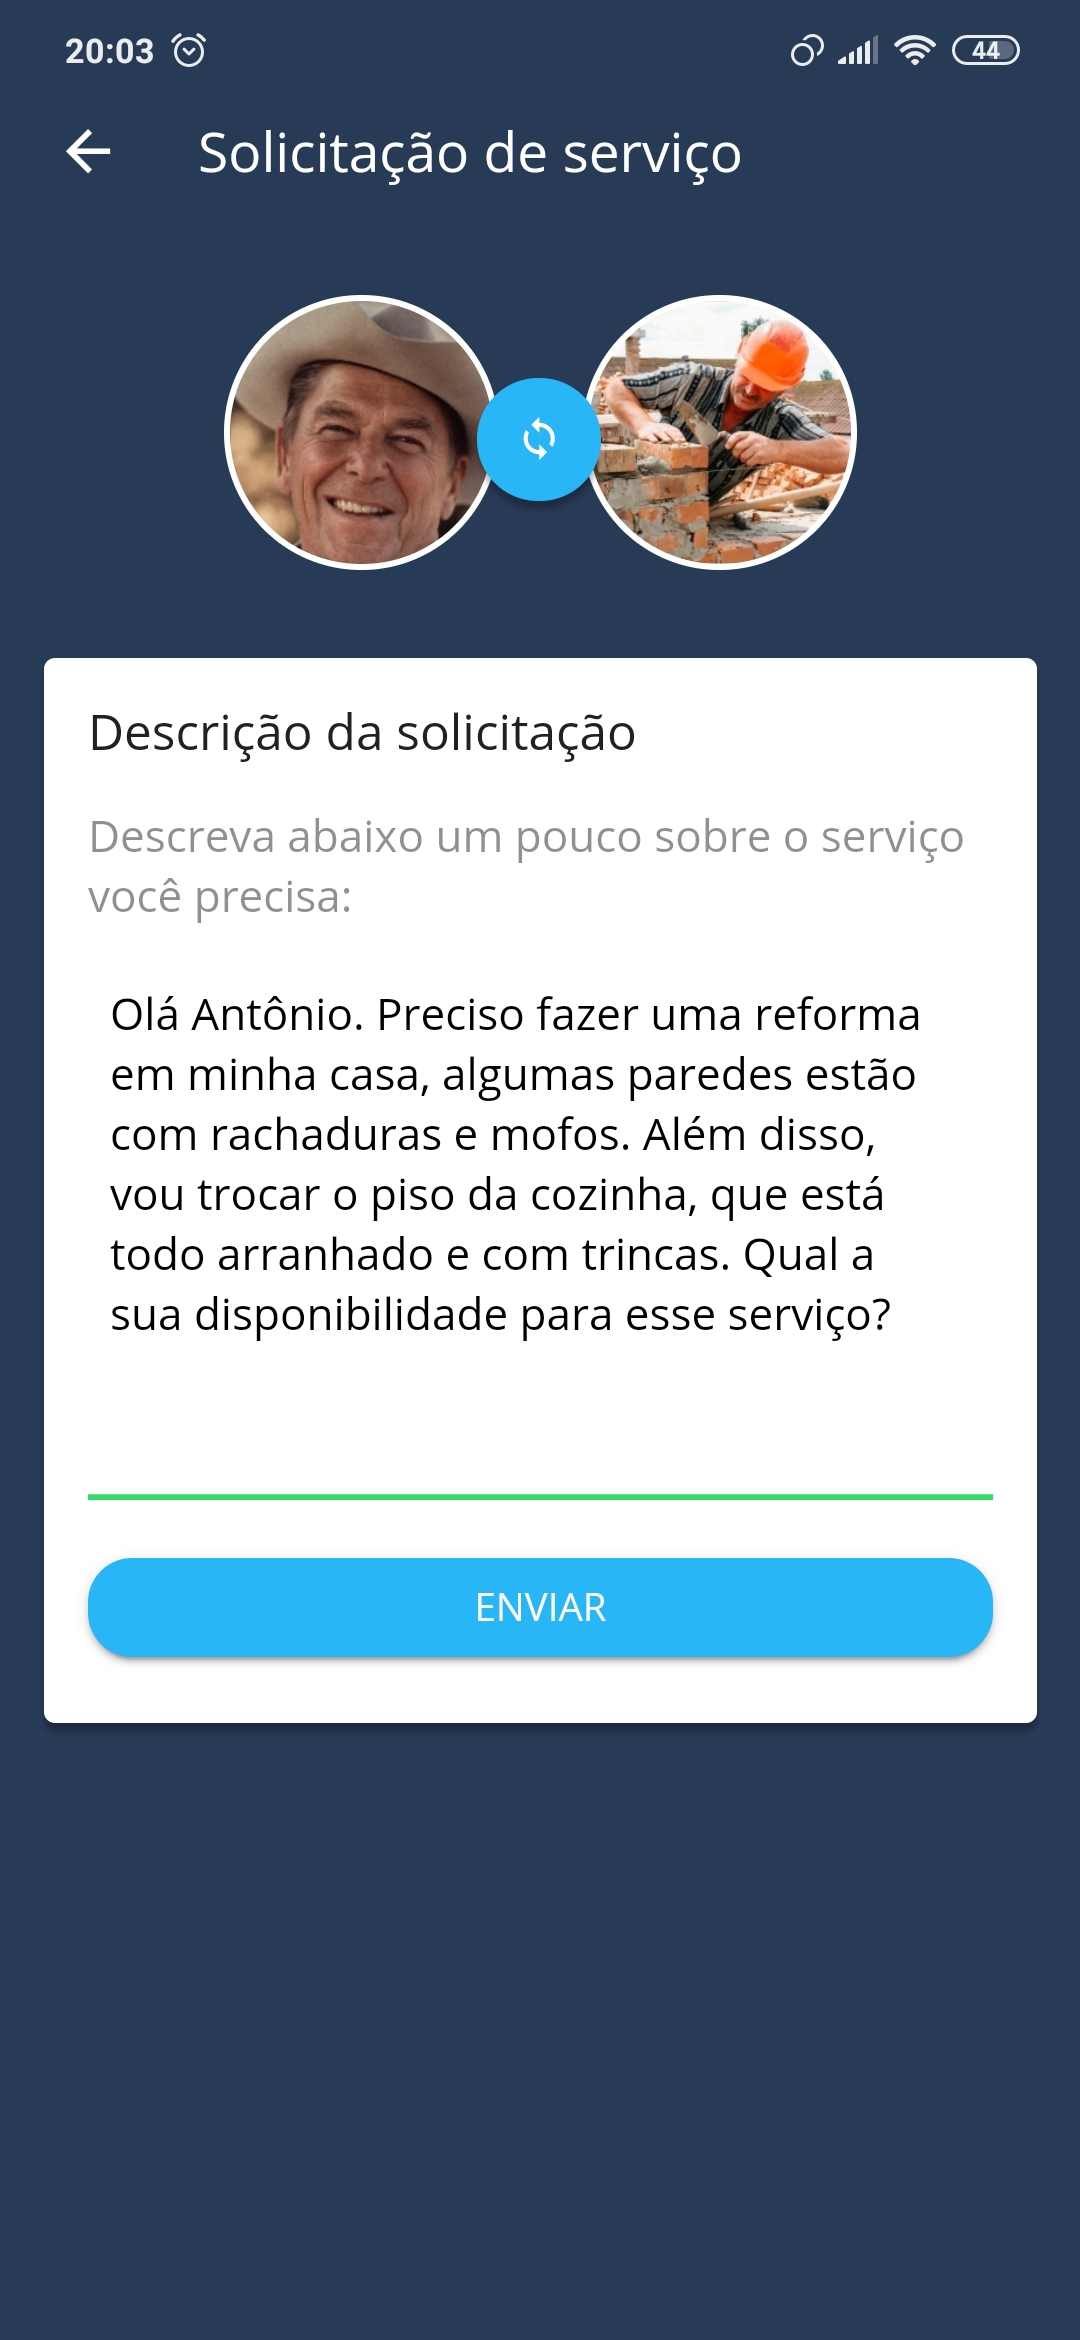 20:03
44
Solicitação de serviço
Descrição da solicitação
Descreva abaixo um pouco sobre o serviço
você precisa:
Olá Antônio. Preciso fazer uma reforma
em minha casa, algumas paredes estão
com rachaduras e mofos. Além disso,
vou trocar o piso da cozinha, que está
todo arranhado e com trincas. Qual a
sua disponibilidade para esse serviço?
ENVIAR